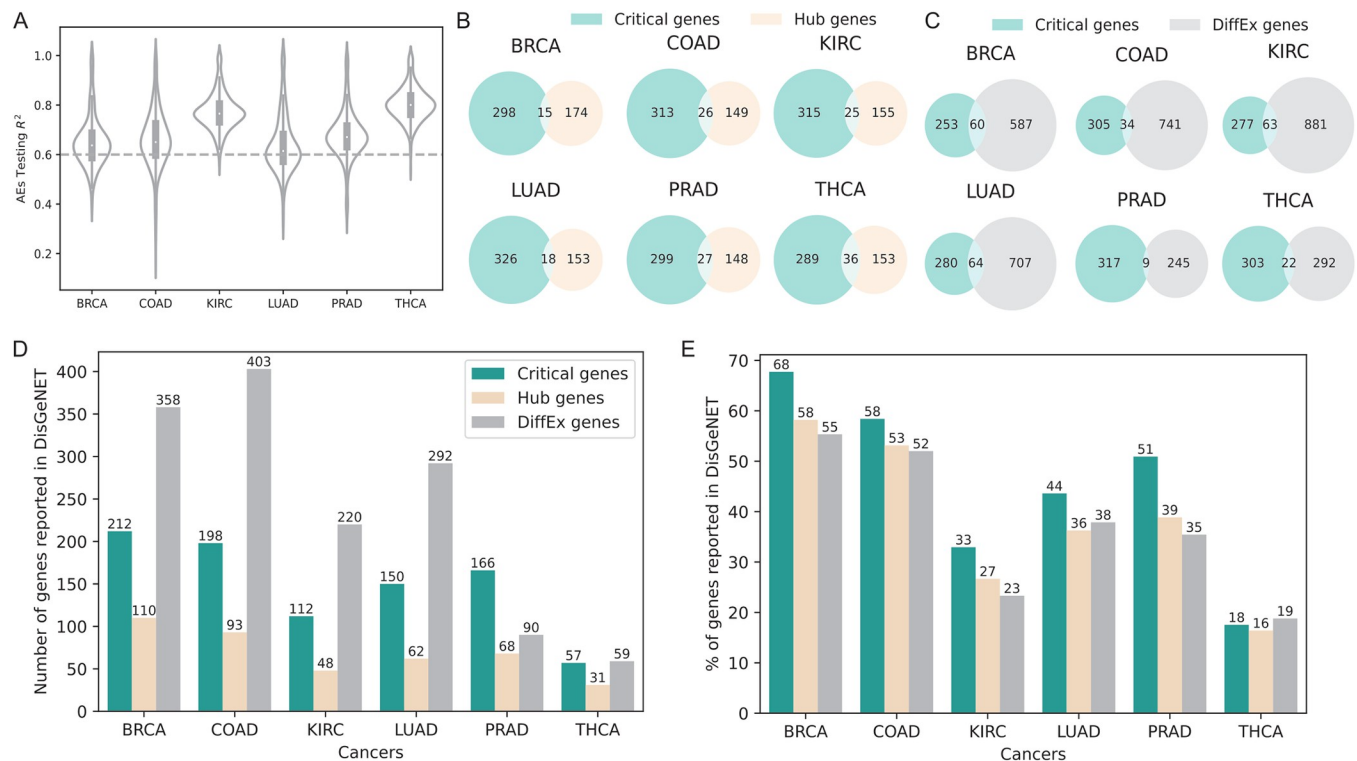 A
AEs Testing R²
1.0
0.8
0.6
0.4
0.2
BRCA COAD KIRC LUAD PRAD THCA
B
Critical genes Hub genes
BRCA COAD KIRC
298 15 174 313 26 149 315 25 155
LUAD PRAD THCA
326 18 153 299 27 148 289 36 153
C
Critical genes DiffEx genes
BRCA COAD KIRC
253 60 587 305 34 741 277 63 881
LUAD PRAD THCA
280 64 707 317 9 245 303 22 292
D
Number of genes reported in DisGeNET
400
350
300
250
200
150
100
50
0
Critical genes
Hub genes
DiffEx genes
212 110 358
198 93 403
112 48 220
150 62 292
166 68 90
57 31 59
BRCA COAD KIRC LUAD PRAD THCA
Cancers
E
% of genes reported in DisGeNET
70
60
50
40
30
20
10
0
68 58 55
58 53 52
33 27 23
44 36 38
51 39 35
18 16 19
BRCA COAD KIRC LUAD PRAD THCA
Cancers